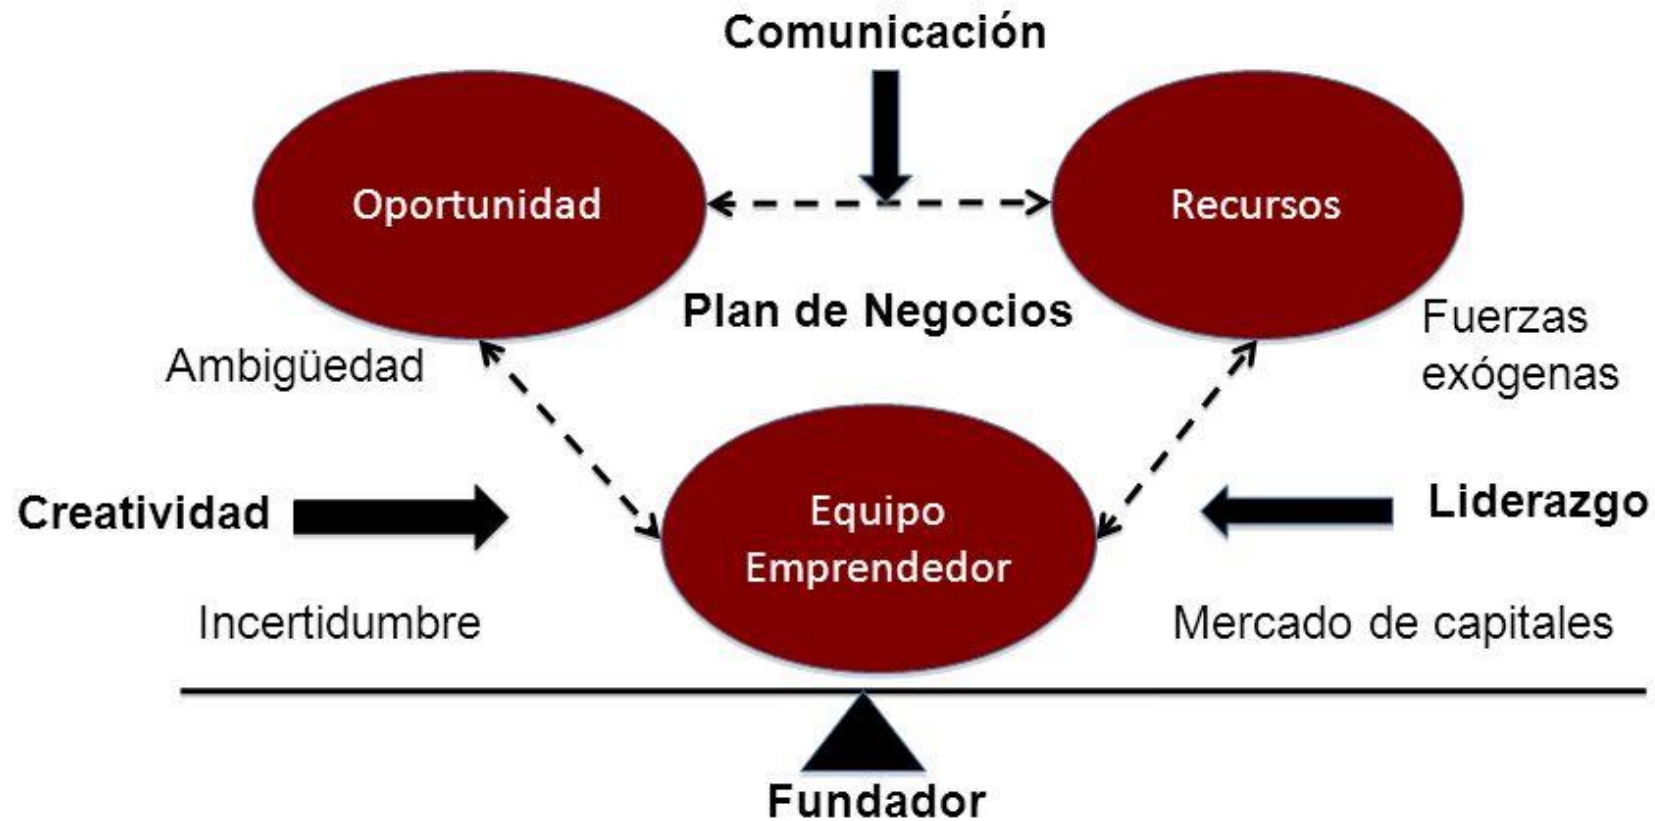 Comunicación
Oportunidad
Recursos
Plan de Negocios
Ambigüedad
Fuerzas
exógenas
Creatividad
Equipo
Emprendedor
Liderazgo
Incertidumbre
Mercado de capitales
Fundador